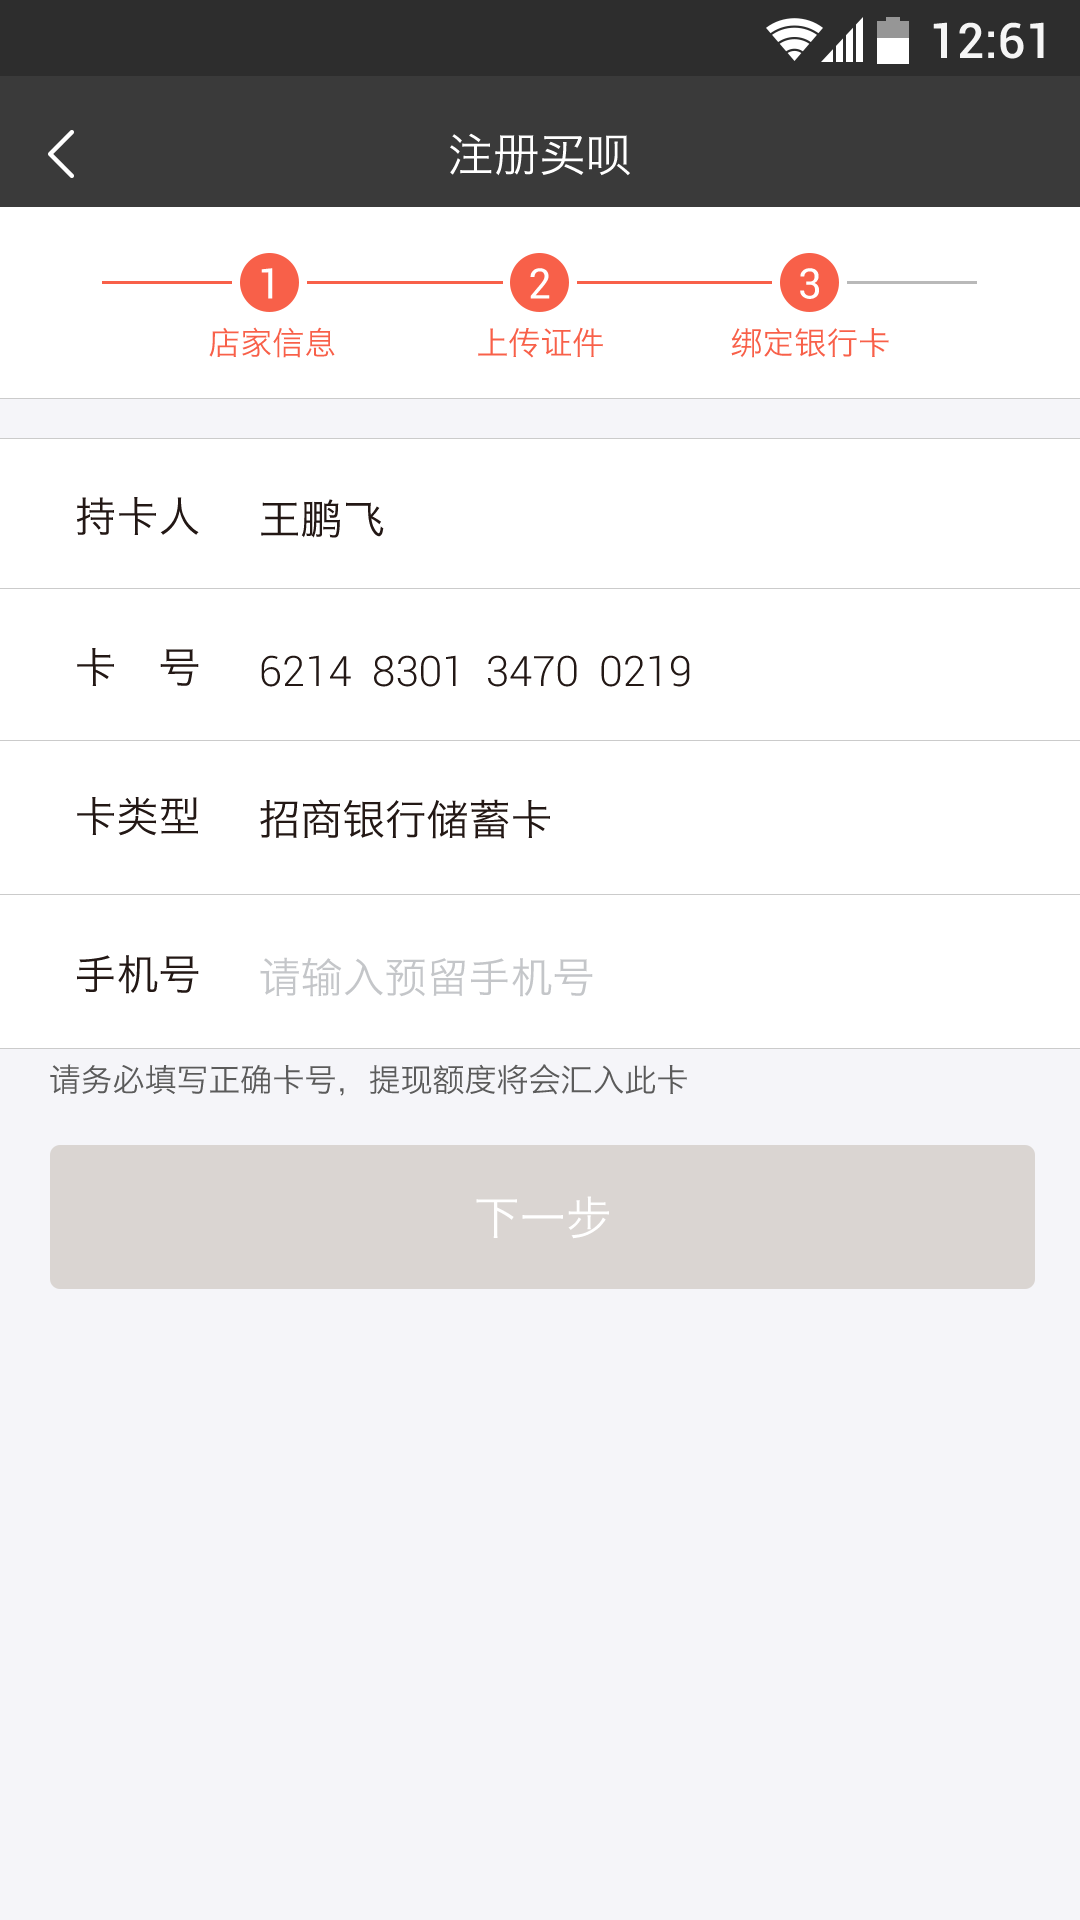 12:61
注册买呗
1 2 3
店家信息 上传证件 绑定银行卡
持卡人 王鹏飞
卡 号 6214 8301 3470 0219
卡类型 招商银行储蓄卡
手机号 请输入预留手机号
请务必填写正确卡号，提现额度将会汇入此卡
下一步